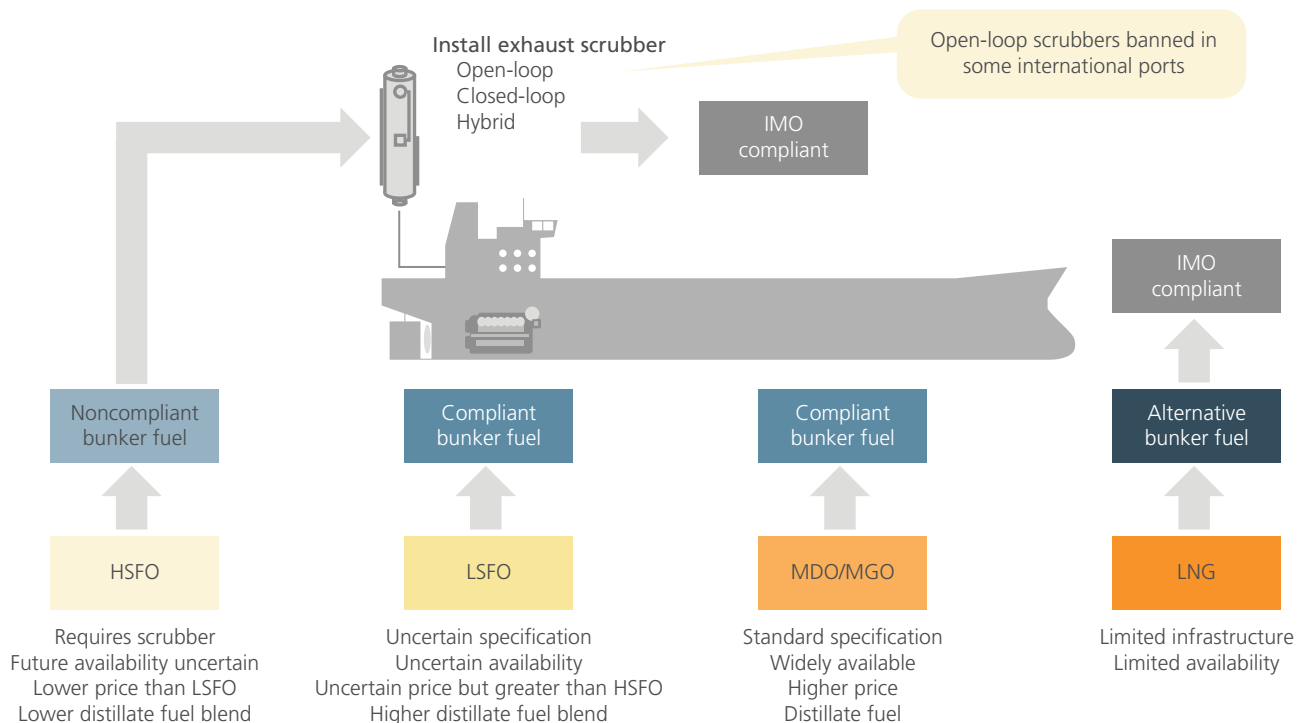 Install exhaust scrubber
Open-loop
Closed-loop
Hybrid
Open-loop scrubbers banned in
some international ports
IMO
compliant
IMO
compliant
Noncompliant
bunker fuel
Compliant
bunker fuel
Compliant
bunker fuel
Alternative
bunker fuel
HSFO
LSFO
MDO/MGO
LNG
Requires scrubber
Future availability uncertain
Lower price than LSFO
Lower distillate fuel blend
Uncertain specification
Uncertain availability
Uncertain price but greater than HSFO
Higher distillate fuel blend
Standard specification
Widely available
Higher price
Distillate fuel
Limited infrastructure
Limited availability